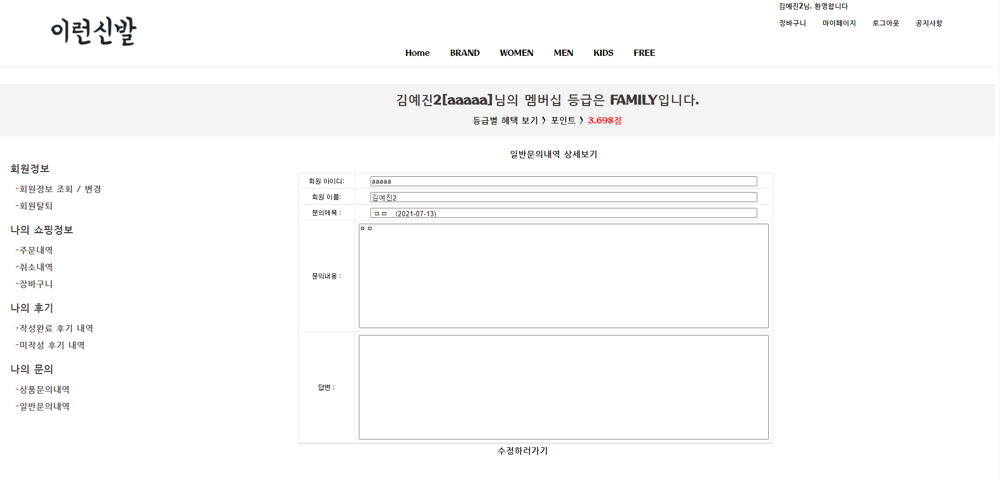 김예진2님. 환영합니다
이런신발
장바구니 마이페이지 로그아웃 공지사항
Home BRAND WOMEN MEN KIDS FREE
김예진2[aaaaa]님의 멤버십 등급은 FAMILY입니다.
등급별 혜택 보기 > 포인트 > 3,698점
회원정보
-회원정보 조회 / 변경
-회원탈퇴
나의 쇼핑정보
-주문내역
-취소내역
-장바구니
나의 후기
-작성완료 후기 내역
-미작성 후기 내역
나의 문의
-상품문의내역
-일반문의내역
일반문의내역 상세보기
회원 아이디: aaaaa
회원 이름: 김예진2
문의제목 : ㅁㅁ (2021-07-13)
문의내용 : ㅁㅁ
답변 :
수정하러가기